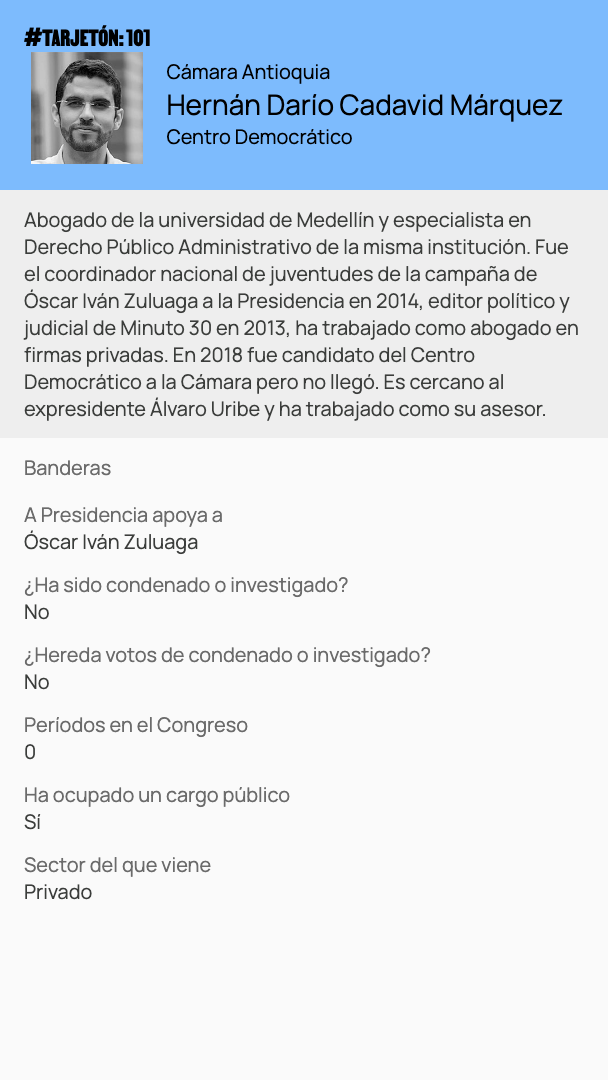 #TARJETÓN: 101
Cámara Antioquia
Hernán Darío Cadavid Márquez
Centro Democrático
Abogado de la universidad de Medellín y especialista en
Derecho Público Administrativo de la misma institución. Fue
el coordinador nacional de juventudes de la campaña de
Óscar Iván Zuluaga a la Presidencia en 2014, editor político y
judicial de Minuto 30 en 2013, ha trabajado como abogado en
firmas privadas. En 2018 fue candidato del Centro
Democrático a la Cámara pero no llegó. Es cercano al
expresidente Álvaro Uribe y ha trabajado como su asesor.
Banderas
A Presidencia apoya a
Óscar Iván Zuluaga
¿Ha sido condenado o investigado?
No
¿Hereda votos de condenado o investigado?
No
Períodos en el Congreso
0
Ha ocupado un cargo público
Sí
Sector del que viene
Privado